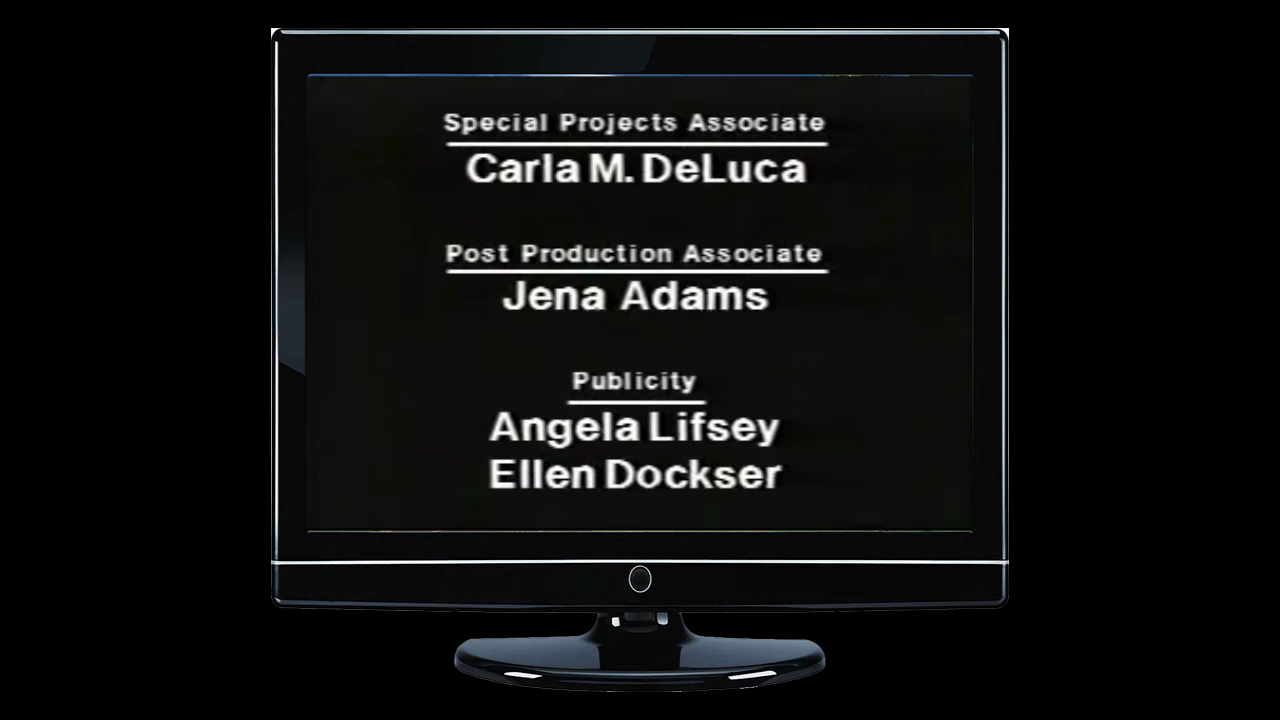 Special Projects Associate
Carla M. DeLuca
Post Production Associate
Jena Adams
Publicity
Angela Lifsey
Ellen Dockser